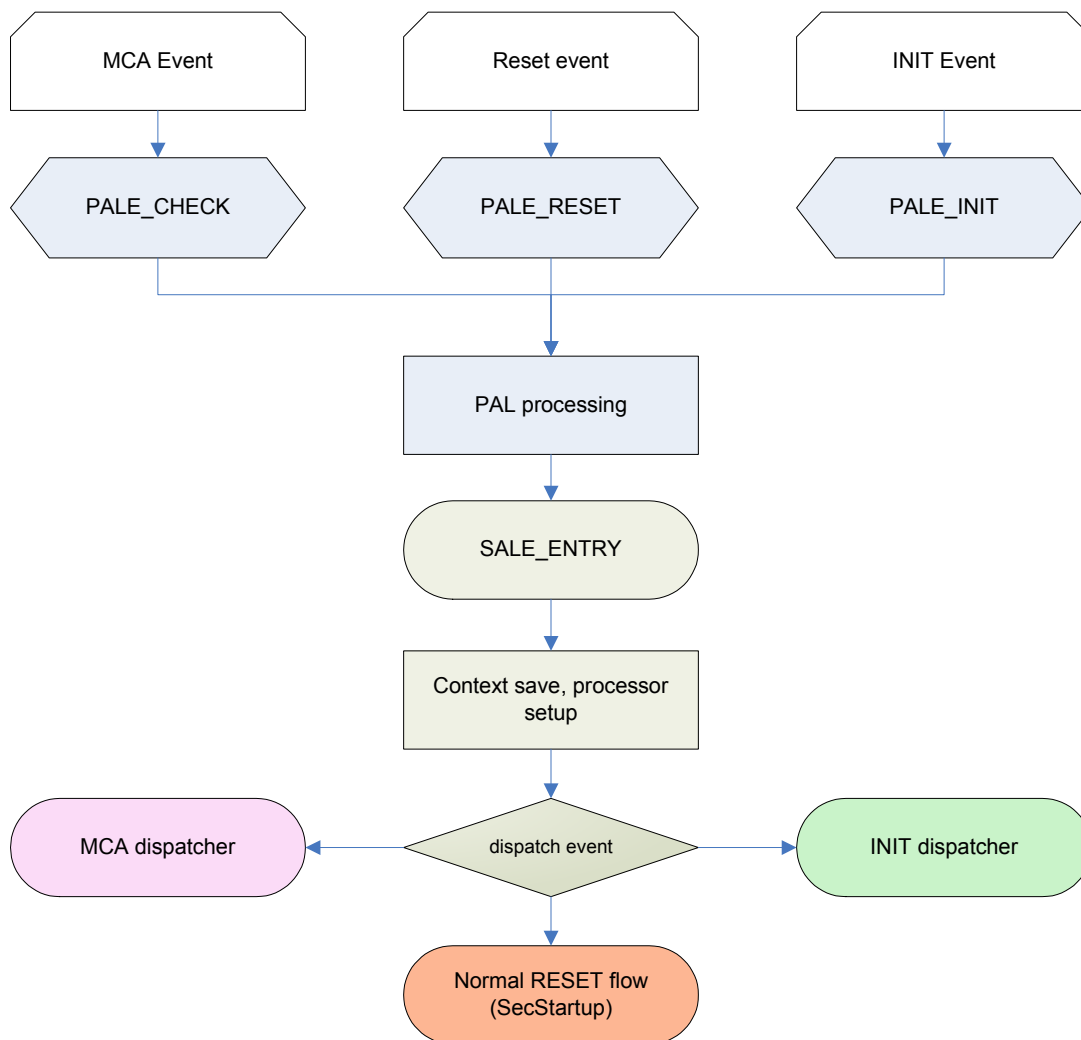 MCA Event
Reset event
INIT Event
PALE_CHECK
PALE_RESET
PALE_INIT
PAL processing
SALE_ENTRY
Context save, processor
setup
MCA dispatcher
dispatch event
INIT dispatcher
Normal RESET flow
(SecStartup)